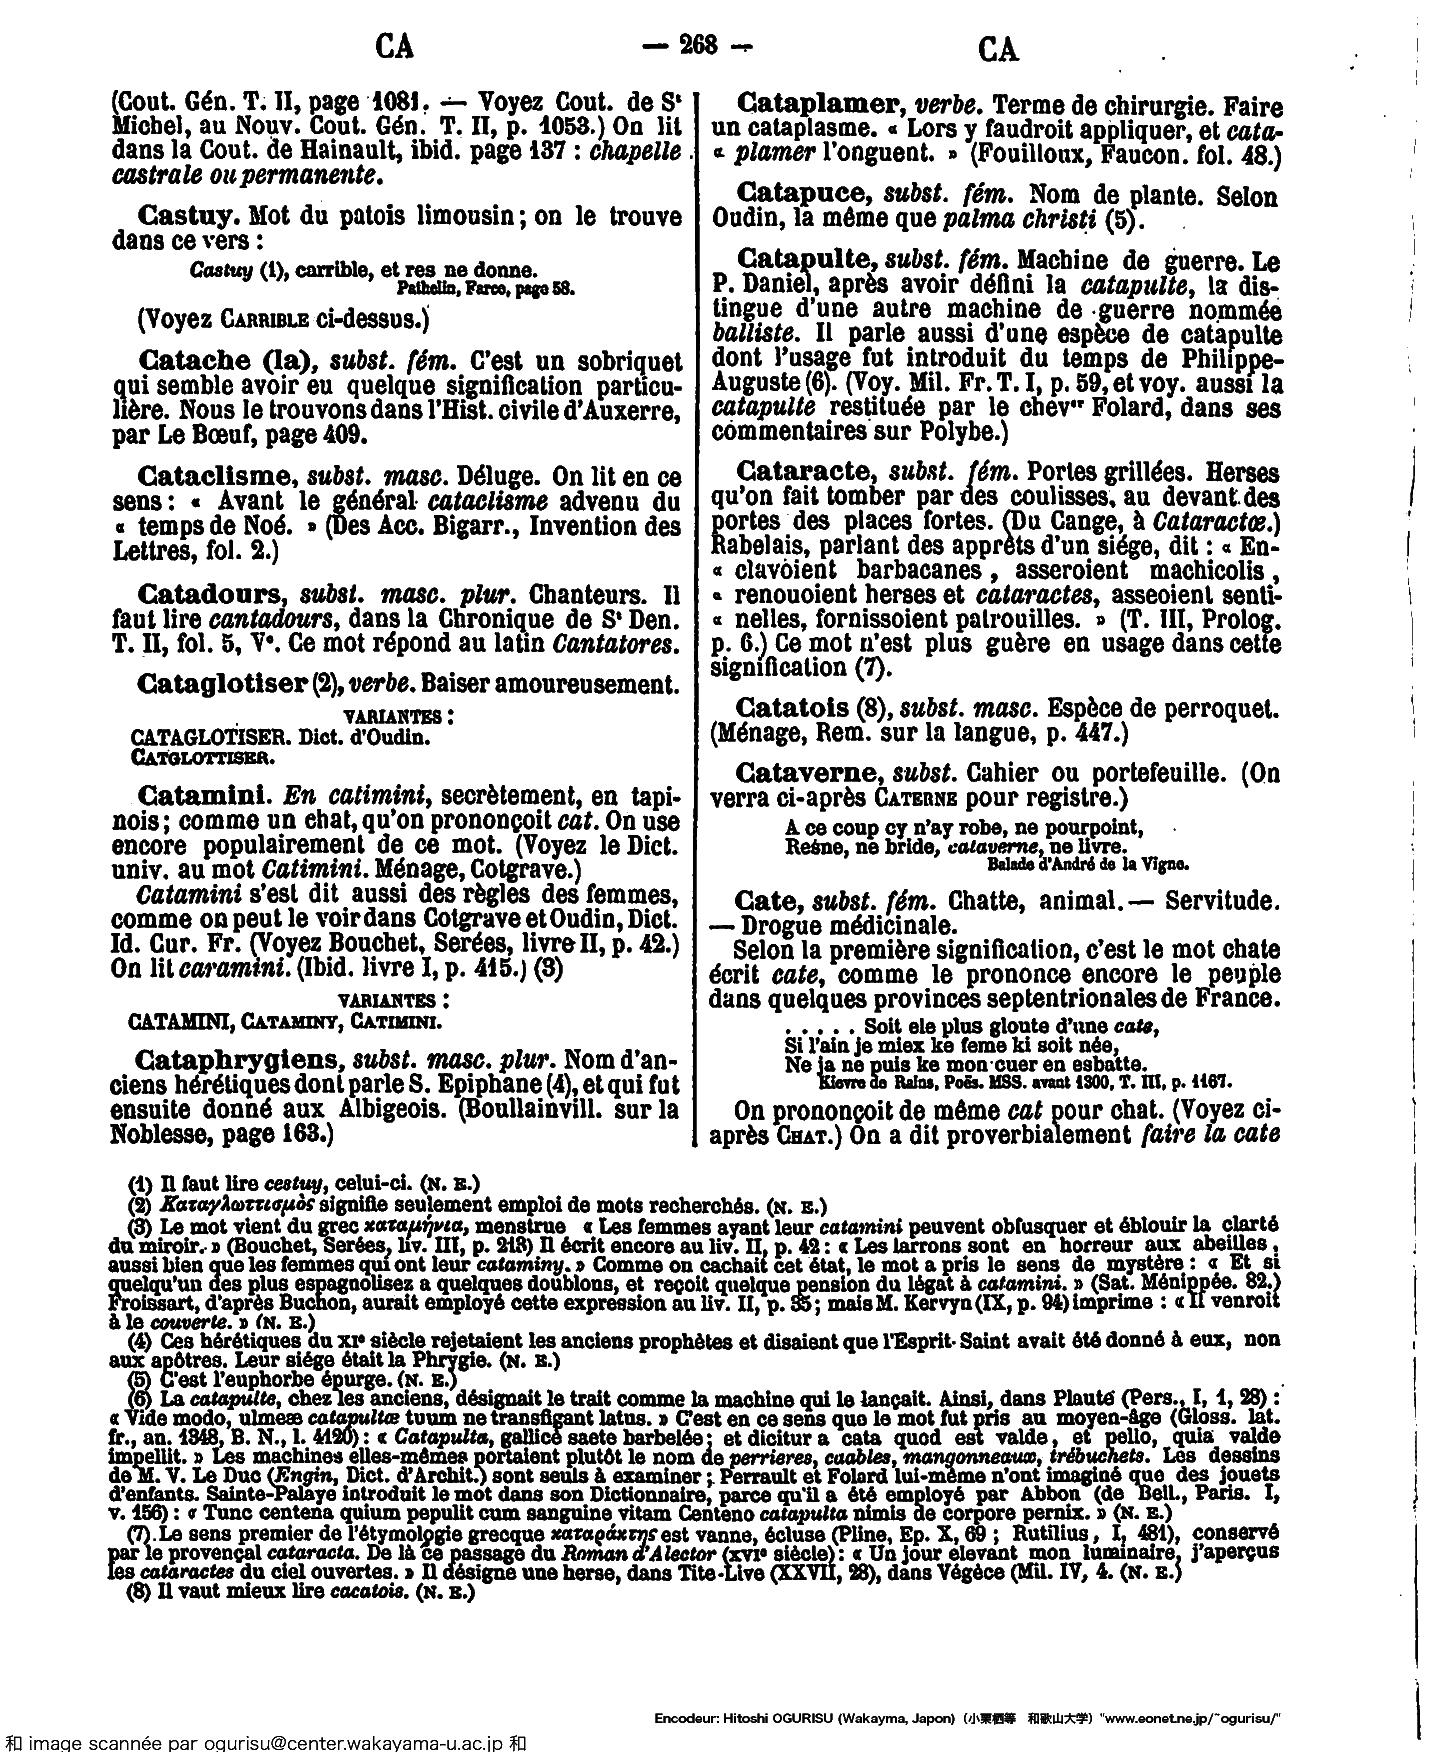 CA
— 268 —
CA
(Cout. Gén. T. II, page 1081. — Voyez Cout. de Sᵗ
Michel, au Nouv. Cout. Gén. T. II, p. 1053.) On lit
dans la Cout. de Hainault, ibid. page 137 : chapelle
castrale ou permanente.
Castuy. Mot du patois limousin ; on le trouve
dans ce vers :
Castuy (1), carrible, et res ne donne.
Pathelin, Farce, page 58.
(Voyez CARRIBLE ci-dessus.)
Catache (la), subst. fém. C'est un sobriquet
qui semble avoir eu quelque signification particu-
lière. Nous le trouvons dans l'Hist. civile d'Auxerre,
par Le Bœuf, page 409.
Cataclisme, subst. masc. Déluge. On lit en ce
sens : « Avant le général cataclisme advenu du
« temps de Noé. » (Des Acc. Bigarr., Invention des
Lettres, fol. 2.)
Catadours, subst. masc. plur. Chanteurs. Il
faut lire cantadours, dans la Chronique de Sᵗ Den.
T. II, fol. 5, V°. Ce mot répond au latin Cantatores.
Cataglotiser (2), verbe. Baiser amoureusement.
VARIANTES :
CATAGLOTISER. Dict. d'Oudin.
CATGLOTTISER.
Catamini. En catimini, secrètement, en tapi-
nois ; comme un chat, qu'on prononçoit cat. On use
encore populairement de ce mot. (Voyez le Dict.
univ. au mot Catimini. Ménage, Cotgrave.)
Catamini s'est dit aussi des règles des femmes,
comme on peut le voir dans Cotgrave et Oudin, Dict.
Id. Cur. Fr. (Voyez Bouchet, Serées, livre II, p. 42.)
On lit caramini. (Ibid. livre I, p. 415.) (3)
VARIANTES :
CATAMINI, CATAMINY, CATIMINI.
Cataphrygiens, subst. masc. plur. Nom d'an-
ciens hérétiques dont parle S. Epiphane (4), et qui fut
ensuite donné aux Albigeois. (Boullainvill. sur la
Noblesse, page 163.)
Cataplamer, verbe. Terme de chirurgie. Faire
un cataplasme. « Lors y faudroit appliquer, et cata-
« plamer l'onguent. » (Fouilloux, Faucon. fol. 48.)
Catapuce, subst. fém. Nom de plante. Selon
Oudin, la même que palma christi (5).
Catapulte, subst. fém. Machine de guerre. Le
P. Daniel, après avoir défini la catapulte, la dis-
tingue d'une autre machine de guerre nommée
balliste. Il parle aussi d'une espèce de catapulte
dont l'usage fut introduit du temps de Philippe-
Auguste (6). (Voy. Mil. Fr. T. I, p. 59, et voy. aussi la
catapulte restituée par le chevᵉʳ Folard, dans ses
commentaires sur Polybe.)
Cataracte, subst. fém. Portes grillées. Herses
qu'on fait tomber par des coulisses, au devant des
portes des places fortes. (Du Cange, à Cataractœ.)
Rabelais, parlant des apprêts d'un siége, dit : « En-
« clavoient barbacanes, asseroient machicolis,
« renouoient herses et cataractes, asseoient senti-
« nelles, fornissoient patrouilles. » (T. III, Prolog.
p. 6.) Ce mot n'est plus guère en usage dans cette
signification (7).
Catatois (8), subst. masc. Espèce de perroquet.
(Ménage, Rem. sur la langue, p. 447.)
Cataverne, subst. Cahier ou portefeuille. (On
verra ci-après CATERNE pour registre.)
A ce coup cy n'ay robe, ne pourpoint,
Resne, ne bride, cataverne, ne livre.
Balade d'André de la Vigne.
Cate, subst. fém. Chatte, animal. — Servitude.
— Drogue médicinale.
Selon la première signification, c'est le mot chate
écrit cate, comme le prononce encore le peuple
dans quelques provinces septentrionales de France.
. . . . . Soit ele plus gloute d'une cate,
Si l'ain je miex ke feme ki soit née,
Ne ja ne puis ke mon cuer en esbatte.
Kievre de Rains, Poës. MSS. avant 1300, T. III, p. 1167.
On prononçoit de même cat pour chat. (Voyez ci-
après CHAT.) On a dit proverbialement faire la cate
(1) Il faut lire cestuy, celui-ci. (N. E.)
(2) Καταγλωττισμὸς signifie seulement emploi de mots recherchés. (N. E.)
(3) Le mot vient du grec καταμήνια, menstrue « Les femmes ayant leur catamini peuvent obfusquer et éblouir la clarté
du miroir. » (Bouchet, Serées, liv. III, p. 213) Il écrit encore au liv. II, p. 42 : « Les larrons sont en horreur aux abeilles,
aussi bien que les femmes qui ont leur cataminy. » Comme on cachait cet état, le mot a pris le sens de mystère : « Et si
quelqu'un des plus espagnolisez a quelques doublons, et reçoit quelque pension du légat à catamini. » (Sat. Ménippée. 82.)
Froissart, d'après Buchon, aurait employé cette expression au liv. II, p. 35 ; mais M. Kervyn (IX, p. 94) imprime : « Il venroit
à le couverte. » (N. E.)
(4) Ces hérétiques du XIᵉ siècle rejetaient les anciens prophètes et disaient que l'Esprit-Saint avait été donné à eux, non
aux apôtres. Leur siége était la Phrygie. (N. E.)
(5) C'est l'euphorbe épurge. (N. E.)
(6) La catapulte, chez les anciens, désignait le trait comme la machine qui le lançait. Ainsi, dans Plaute (Pers., I, 1, 28) :
« Vide modo, ulmeæ catapultæ tuum ne transfigant latus. » C'est en ce sens que le mot fut pris au moyen-âge (Gloss. lat.
fr., an. 1348, B. N., l. 4120) : « Catapulta, gallicè saete barbelée ; et dicitur a cata quod est valde, et pello, quia valde
impellit. » Les machines elles-mêmes portaient plutôt le nom de perrieres, caables, mangonneaux, trébuchets. Les dessins
de M. V. Le Duc (Engin, Dict. d'Archit.) sont seuls à examiner ; Perrault et Folard lui-même n'ont imaginé que des jouets
d'enfants. Sainte-Palaye introduit le mot dans son Dictionnaire, parce qu'il a été employé par Abbon (de Bell., Paris. I,
v. 156) : « Tunc centena quium pepulit cum sanguine vitam Centeno catapulta nimis de corpore pernix. » (N. E.)
(7) Le sens premier de l'étymologie grecque καταράκτης est vanne, écluse (Pline, Ep. X, 69 ; Rutilius, I, 481), conservé
par le provençal cataracta. De là ce passage du Roman d'Alector (XVIᵉ siècle) : « Un jour elevant mon luminaire, j'aperçus
les cataractes du ciel ouvertes. » Il désigne une herse, dans Tite-Live (XXVII, 28), dans Végèce (Mil. IV, 4. (N. E.)
(8) Il vaut mieux lire cacatois. (N. E.)
Encodeur: Hitoshi OGURISU (Wakayma, Japon) (小栗栖等 和歌山大学) "www.eonet.ne.jp/~ogurisu/"
和 image scannée par ogurisu@center.wakayama-u.ac.jp 和